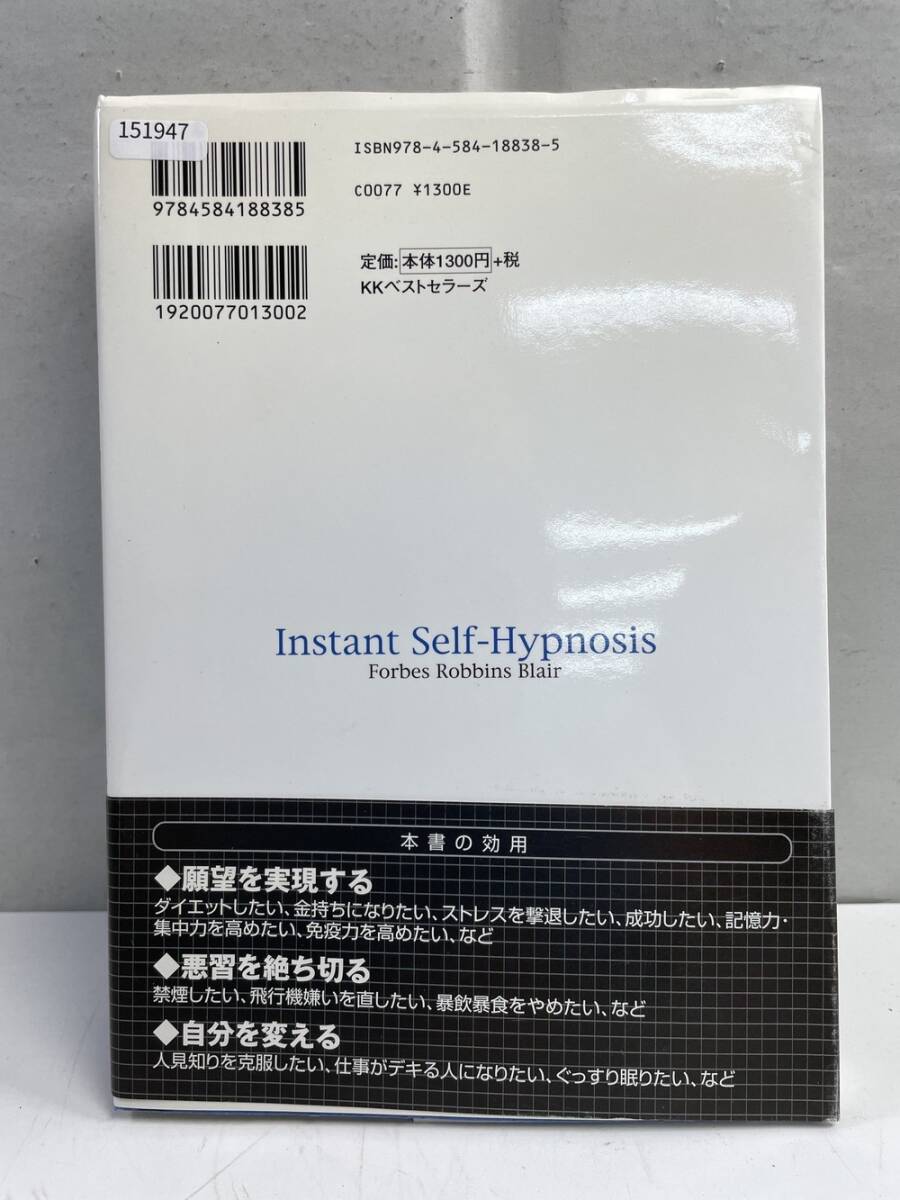 151947
ISBN978-4-584-18838-5
C0077 ¥1300E
9784584188385
定価:本体1300円+税
KKベストセラーズ
1920077013002
Instant Self-Hypnosis
Forbes Robbins Blair
本書の効用
◆願望を実現する
ダイエットしたい、金持ちになりたい、ストレスを撃退したい、成功したい、記憶力・
集中力を高めたい、免疫力を高めたい、など
◆悪習を絶ち切る
禁煙したい、飛行機嫌いを直したい、暴飲暴食をやめたい、など
◆自分を変える
人見知りを克服したい、仕事がデキる人になりたい、ぐっすり眠りたい、など